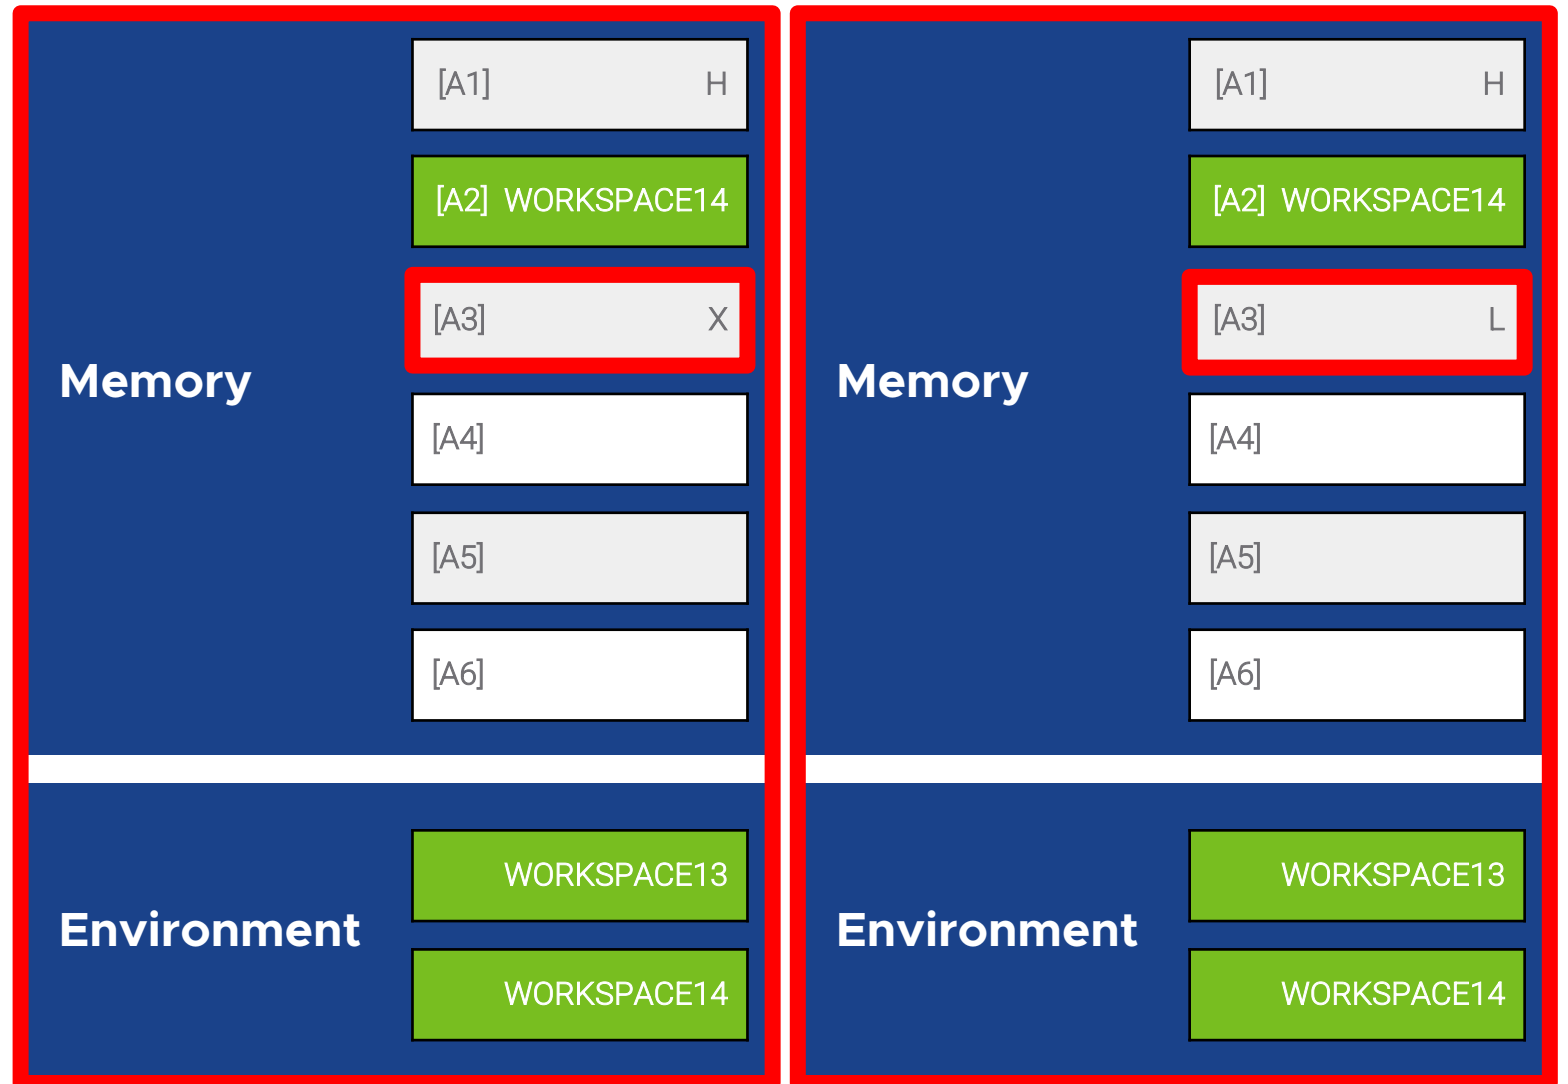 [A1] H
[A2] WORKSPACE14
[A3] X
Memory
[A4]
[A5]
[A6]
WORKSPACE13
Environment
WORKSPACE14
[A1] H
[A2] WORKSPACE14
[A3] L
Memory
[A4]
[A5]
[A6]
WORKSPACE13
Environment
WORKSPACE14